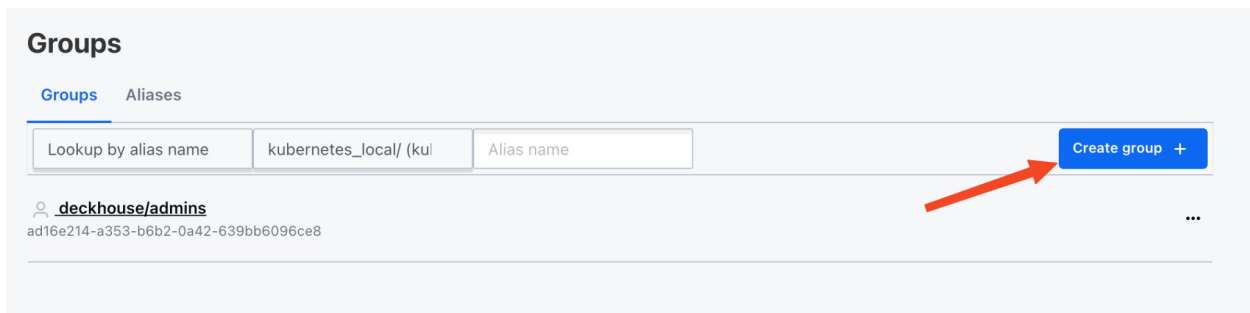 Groups
Groups Aliases
Lookup by alias name kubernetes_local/ (kul Alias name Create group +
deckhouse/admins
ad16e214-a353-b6b2-0a42-639bb6096ce8